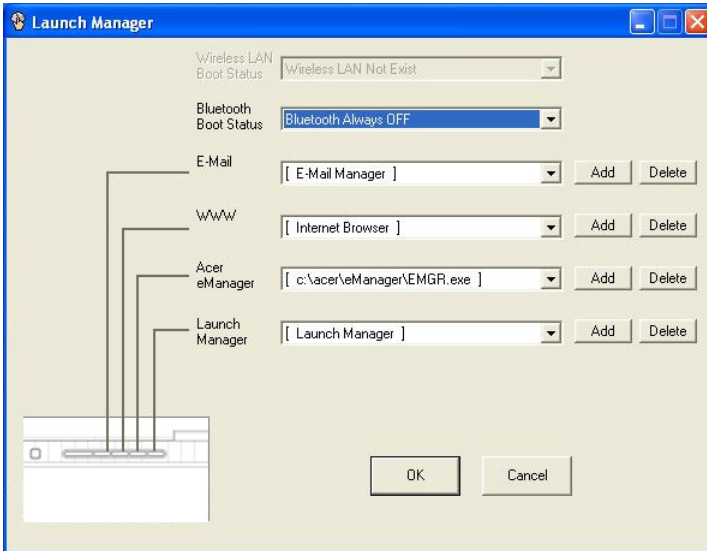 Launch Manager
Wireless LAN
Boot Status
Wireless LAN Not Exist
Bluetooth
Boot Status
Bluetooth Always OFF
E-Mail
[ E-Mail Manager ]
Add
Delete
WWW
[ Internet Browser ]
Add
Delete
Acer
eManager
[ c:\acer\eManager\EMGR.exe ]
Add
Delete
Launch
Manager
[ Launch Manager ]
Add
Delete
OK
Cancel